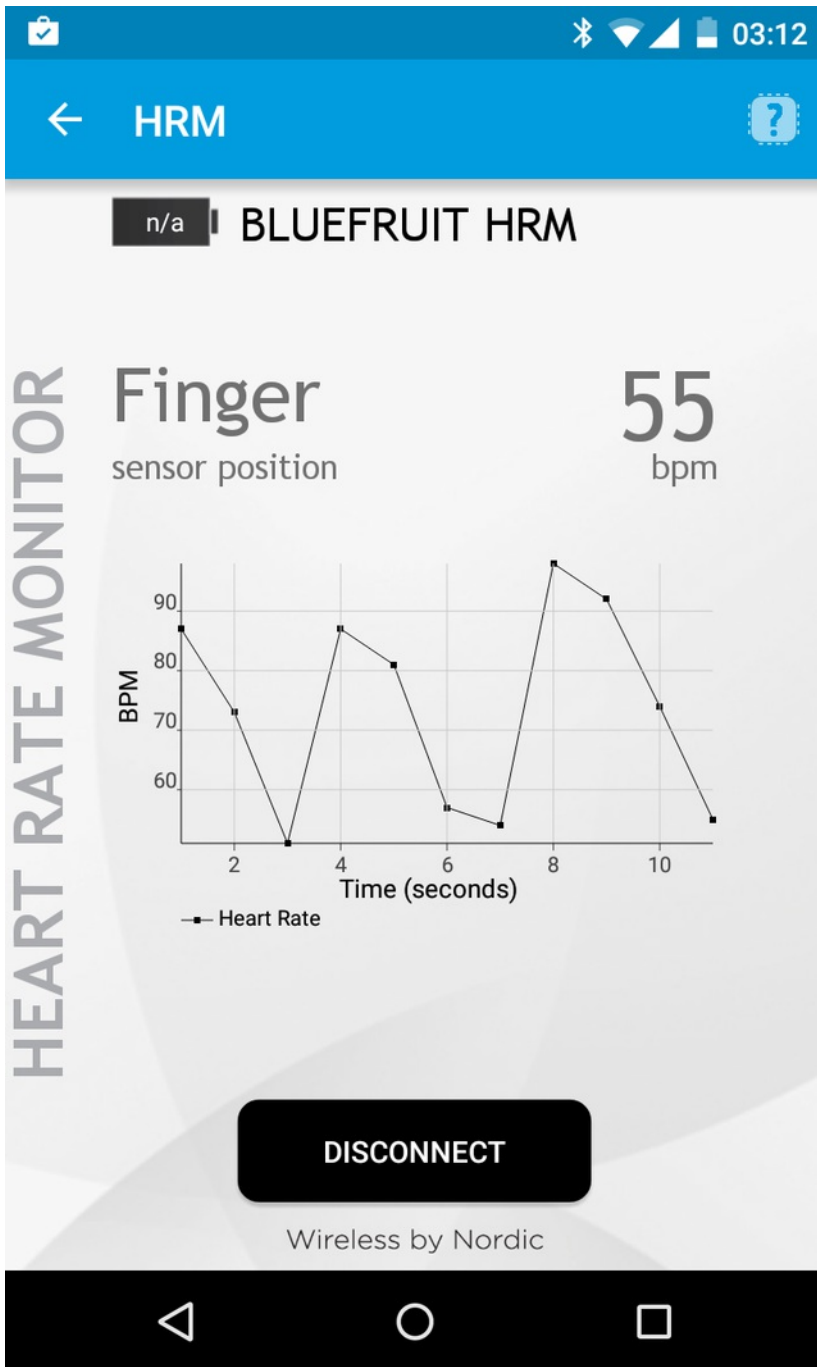 03:12
HRM
?
n/a BLUEFRUIT HRM
HEART RATE MONITOR
Finger 55
sensor position bpm
90
80
70
60
BPM
2 4 6 8 10
Time (seconds)
Heart Rate
DISCONNECT
Wireless by Nordic